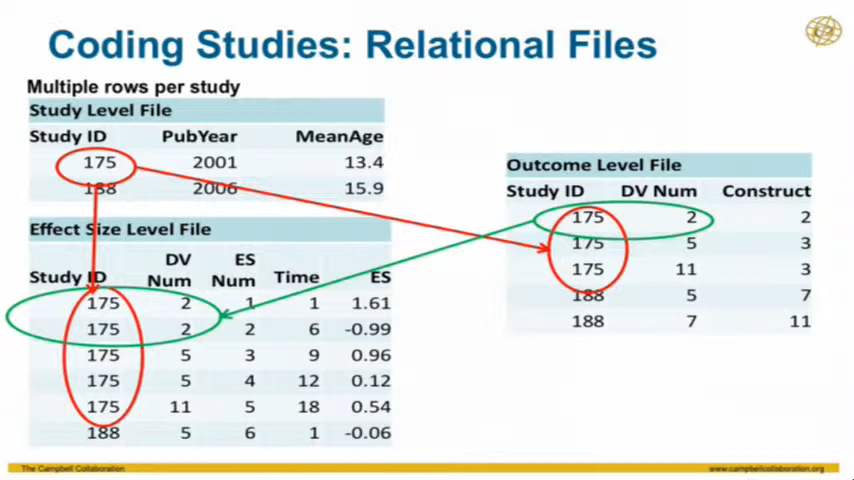 Coding Studies: Relational Files
Multiple rows per study
Study Level File
Study ID PubYear MeanAge
175 2001 13.4
188 2006 15.9
Effect Size Level File
Study ID DV Num ES Num Time ES
175 2 1 1 1.61
175 2 2 6 -0.99
175 5 3 9 0.96
175 5 4 12 0.12
175 11 5 18 0.54
188 5 6 1 -0.06
Outcome Level File
Study ID DV Num Construct
175 2 2
175 5 3
175 11 3
188 5 7
188 7 11
The Campbell Collaboration www.campbellcollaboration.org